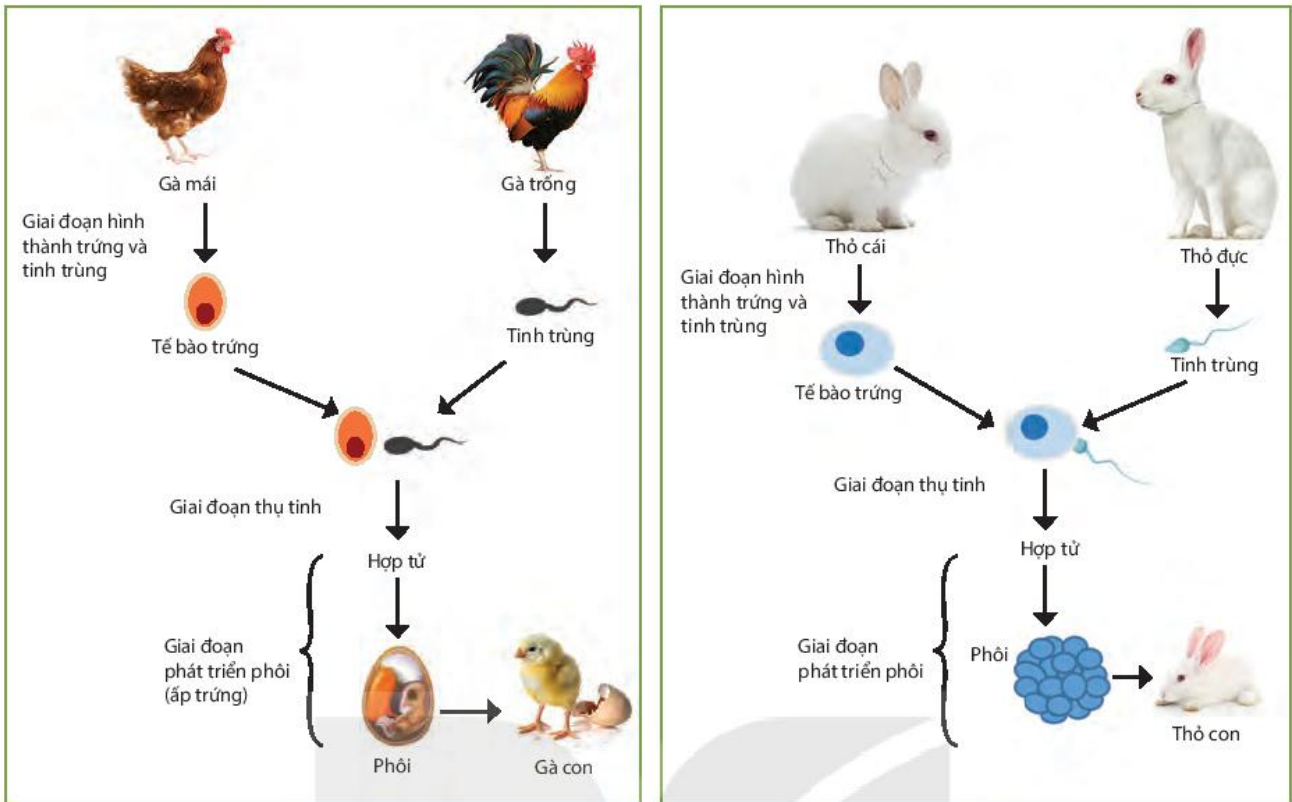 Gà mái
Gà trống
Giai đoạn hình
thành trứng và
tinh trùng
Tế bào trứng
Tinh trùng
Giai đoạn thụ tinh
Hợp tử
Giai đoạn
phát triển phôi
(ấp trứng)
Phôi
Gà con
Thỏ cái
Thỏ đực
Giai đoạn hình
thành trứng và
tinh trùng
Tế bào trứng
Tinh trùng
Giai đoạn thụ tinh
Hợp tử
Giai đoạn
phát triển phôi
Phôi
Thỏ con